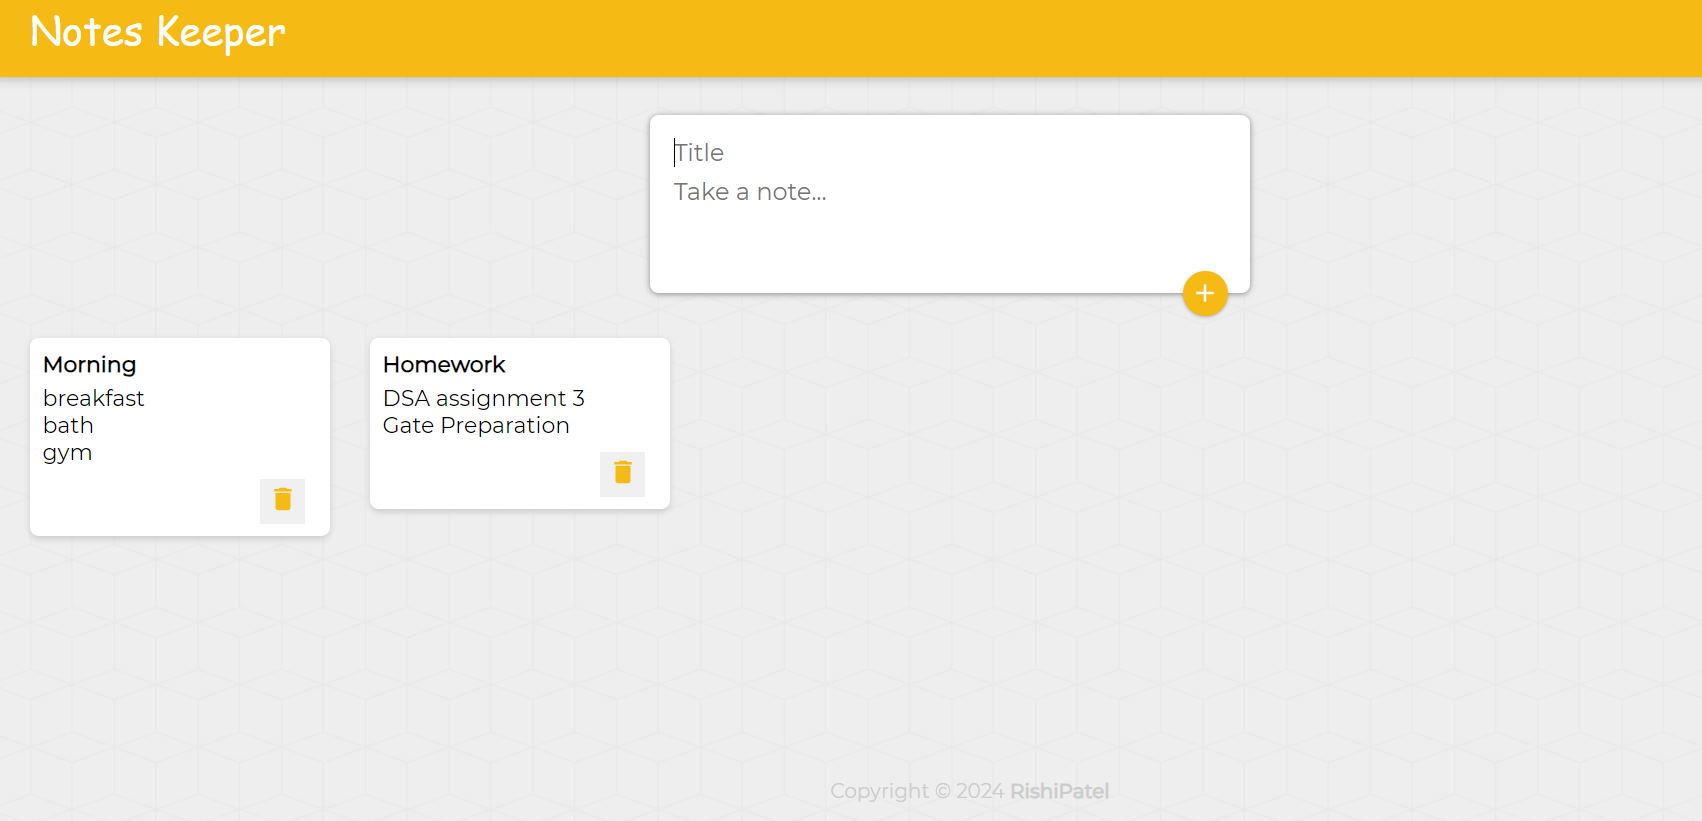 Notes Keeper
Title
Take a note...
Morning
breakfast
bath
gym
Homework
DSA assignment 3
Gate Preparation
Copyright © 2024 RishiPatel